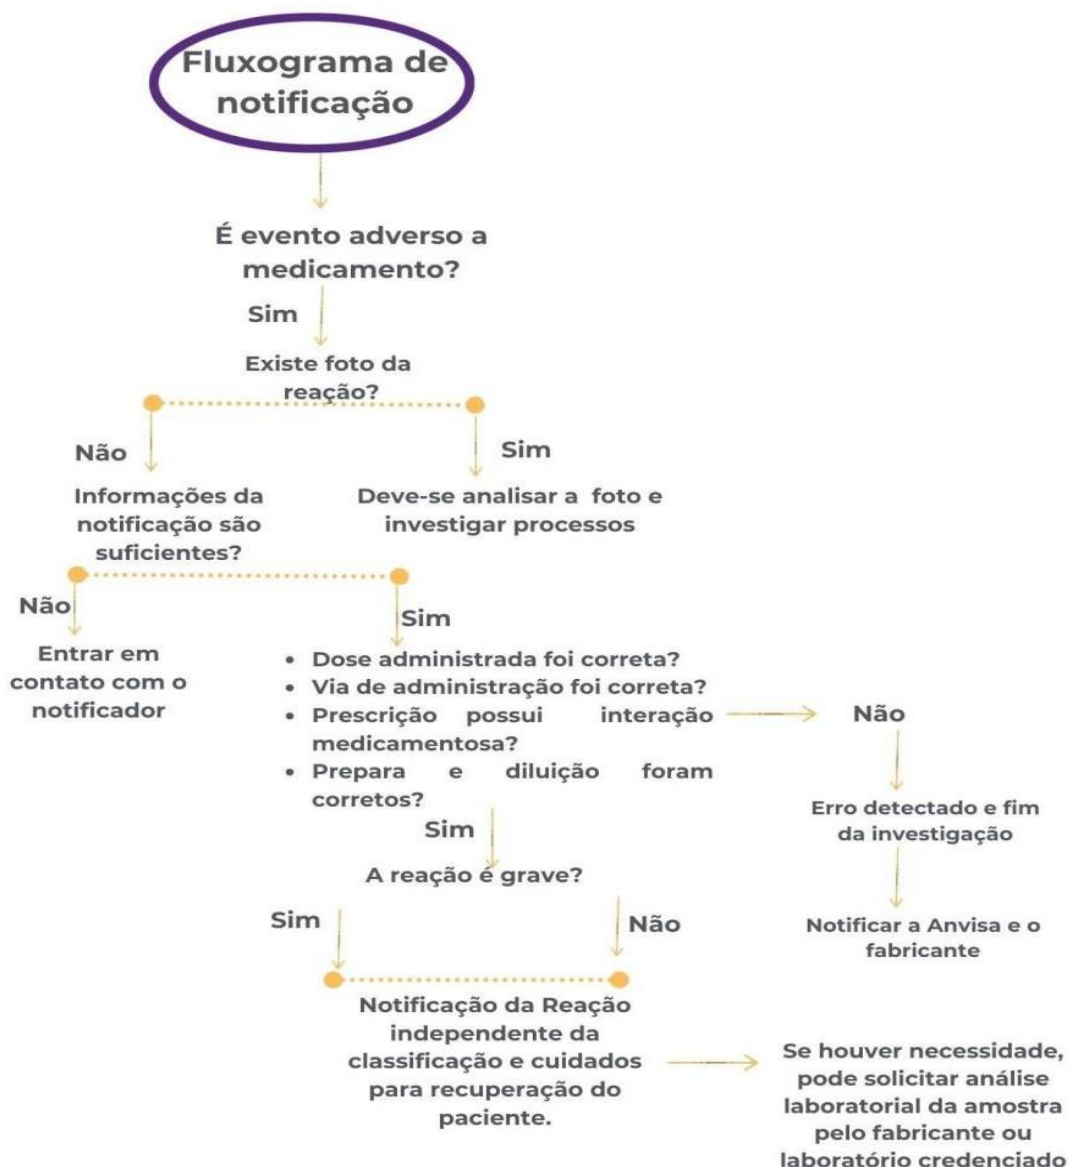 Fluxograma de
notificação
É evento adverso a
medicamento?
Sim
Existe foto da
reação?
Não
Sim
Informações da
notificação são
suficientes?
Deve-se analisar a foto e
investigar processos
Não
Sim
Entrar em
contato com o
notificador
• Dose administrada foi correta?
• Via de administração foi correta?
• Prescrição possui interação
medicamentosa?
• Prepara e diluição foram
corretos?
Não
Erro detectado e fim
da investigação
Notificar a Anvisa e o
fabricante
Sim
A reação é grave?
Sim
Não
Notificação da Reação
independente da
classificação e cuidados
para recuperação do
paciente.
Se houver necessidade,
pode solicitar análise
laboratorial da amostra
pelo fabricante ou
laboratório credenciado